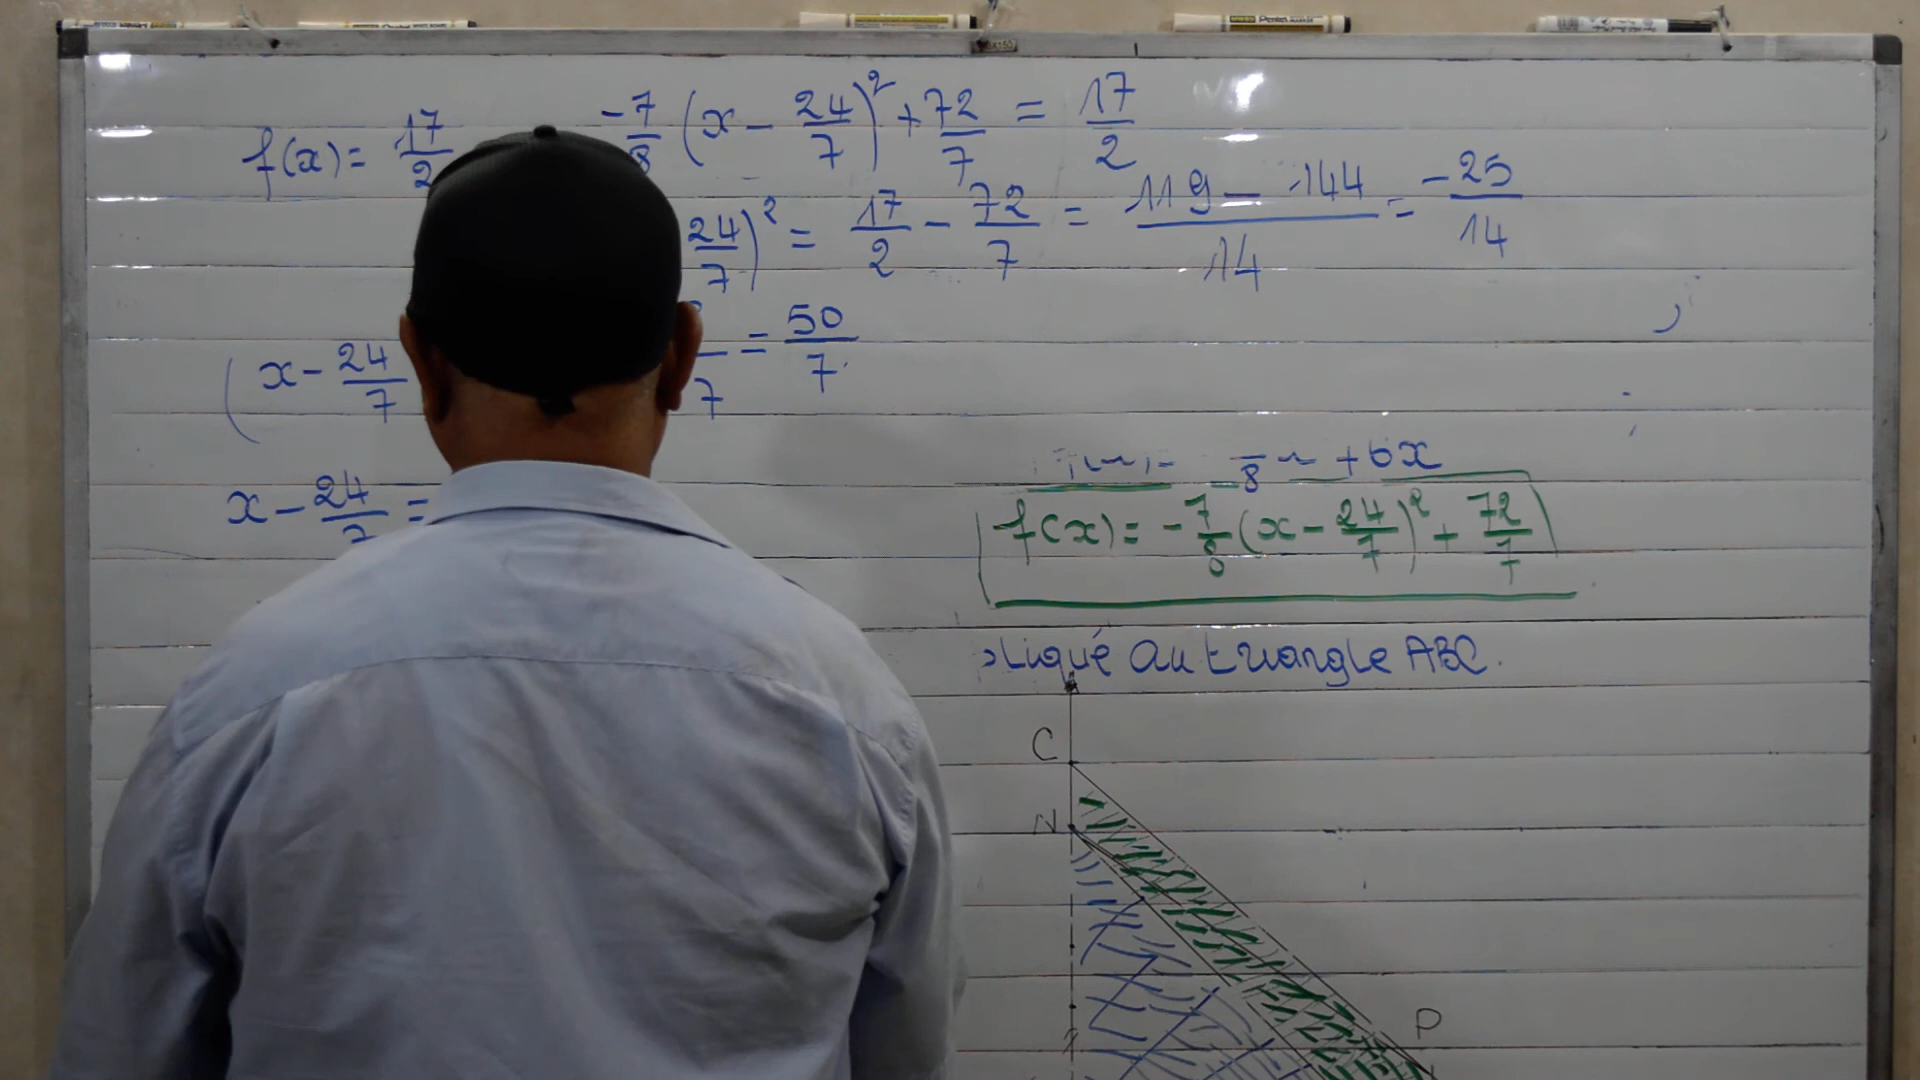 f(x) = 17/2 -7/8 (x - 24/7)² + 72/7 = 17/2
24/7)² = 17/2 - 72/7 = 119 - 144/14 = -25/14
(x - 24/7 /7 = 50/7
x - 24/7 =
/8 + 6x
f(x) = -7/8 (x - 24/7)² + 72/7
au triangle ABC.
C
N
P